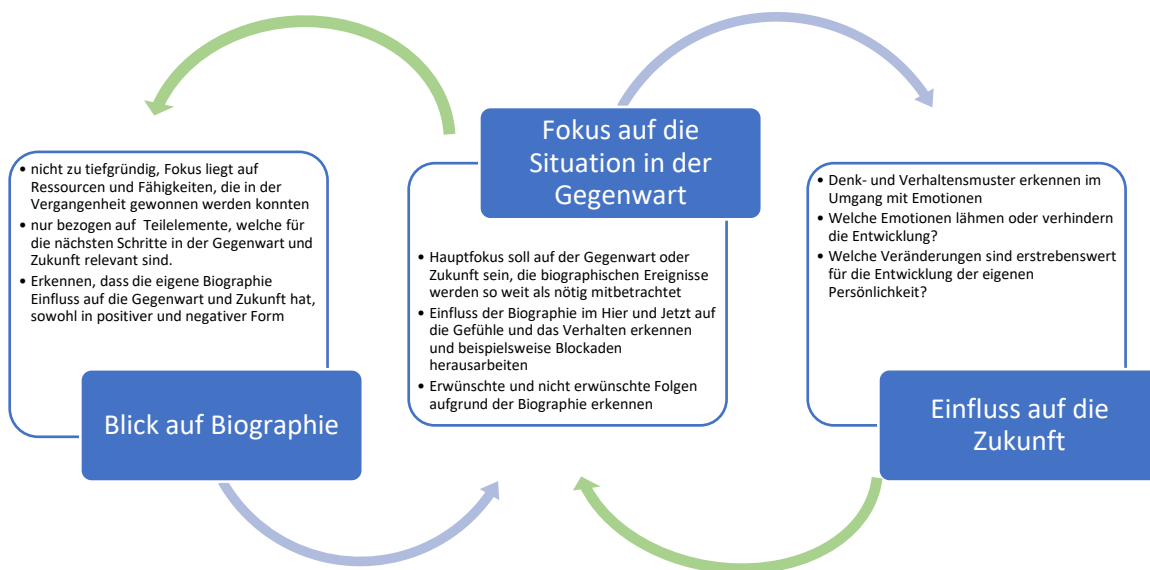 • nicht zu tiefgründig, Fokus liegt auf
Ressourcen und Fähigkeiten, die in der
Vergangenheit gewonnen werden konnten
• nur bezogen auf Teilelemente, welche für
die nächsten Schritte in der Gegenwart und
Zukunft relevant sind.
• Erkennen, dass die eigene Biographie
Einfluss auf die Gegenwart und Zukunft hat,
sowohl in positiver und negativer Form
Blick auf Biographie
Fokus auf die
Situation in der
Gegenwart
• Hauptfokus soll auf der Gegenwart oder
Zukunft sein, die biographischen Ereignisse
werden so weit als nötig mitbetrachtet
• Einfluss der Biographie im Hier und Jetzt auf
die Gefühle und das Verhalten erkennen
und beispielsweise Blockaden
herausarbeiten
• Erwünschte und nicht erwünschte Folgen
aufgrund der Biographie erkennen
• Denk- und Verhaltensmuster erkennen im
Umgang mit Emotionen
• Welche Emotionen lähmen oder verhindern
die Entwicklung?
• Welche Veränderungen sind erstrebenswert
für die Entwicklung der eigenen
Persönlichkeit?
Einfluss auf die
Zukunft